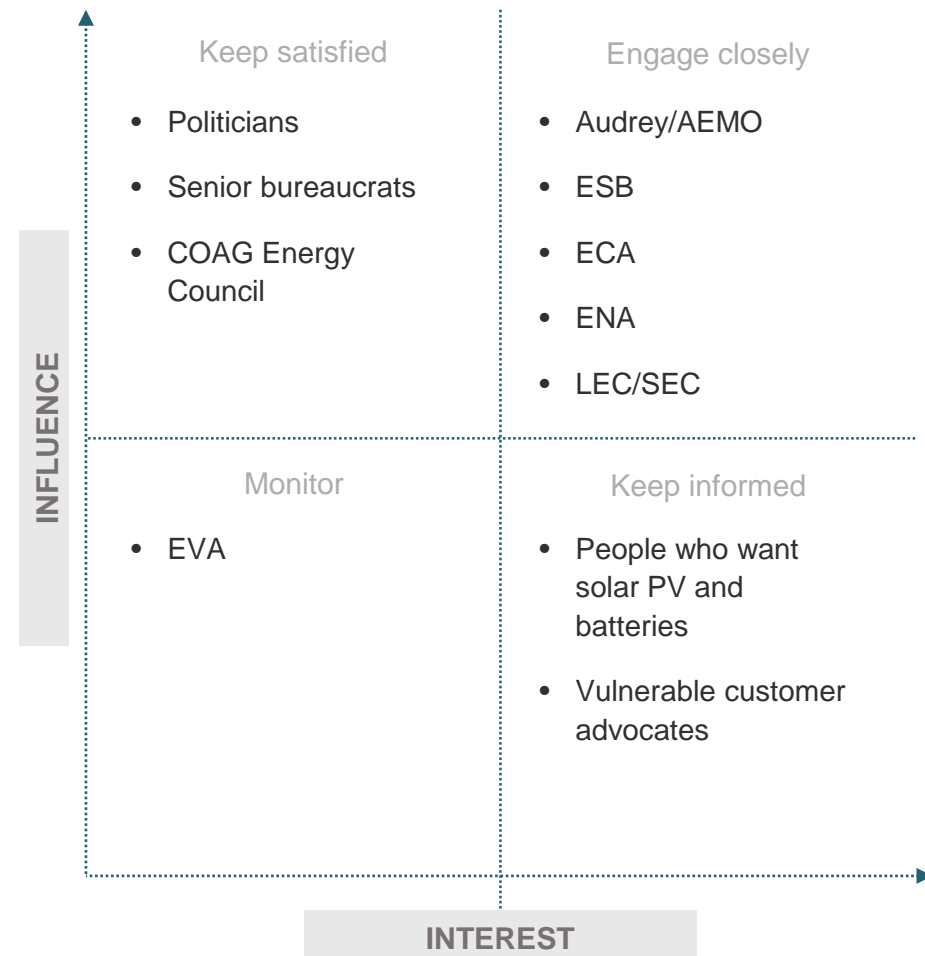 Keep satisfied
• Politicians
• Senior bureaucrats
• COAG Energy
Council
Engage closely
• Audrey/AEMO
• ESB
• ECA
• ENA
• LEC/SEC
INFLUENCE
Monitor
• EVA
Keep informed
• People who want
solar PV and
batteries
• Vulnerable customer
advocates
INTEREST